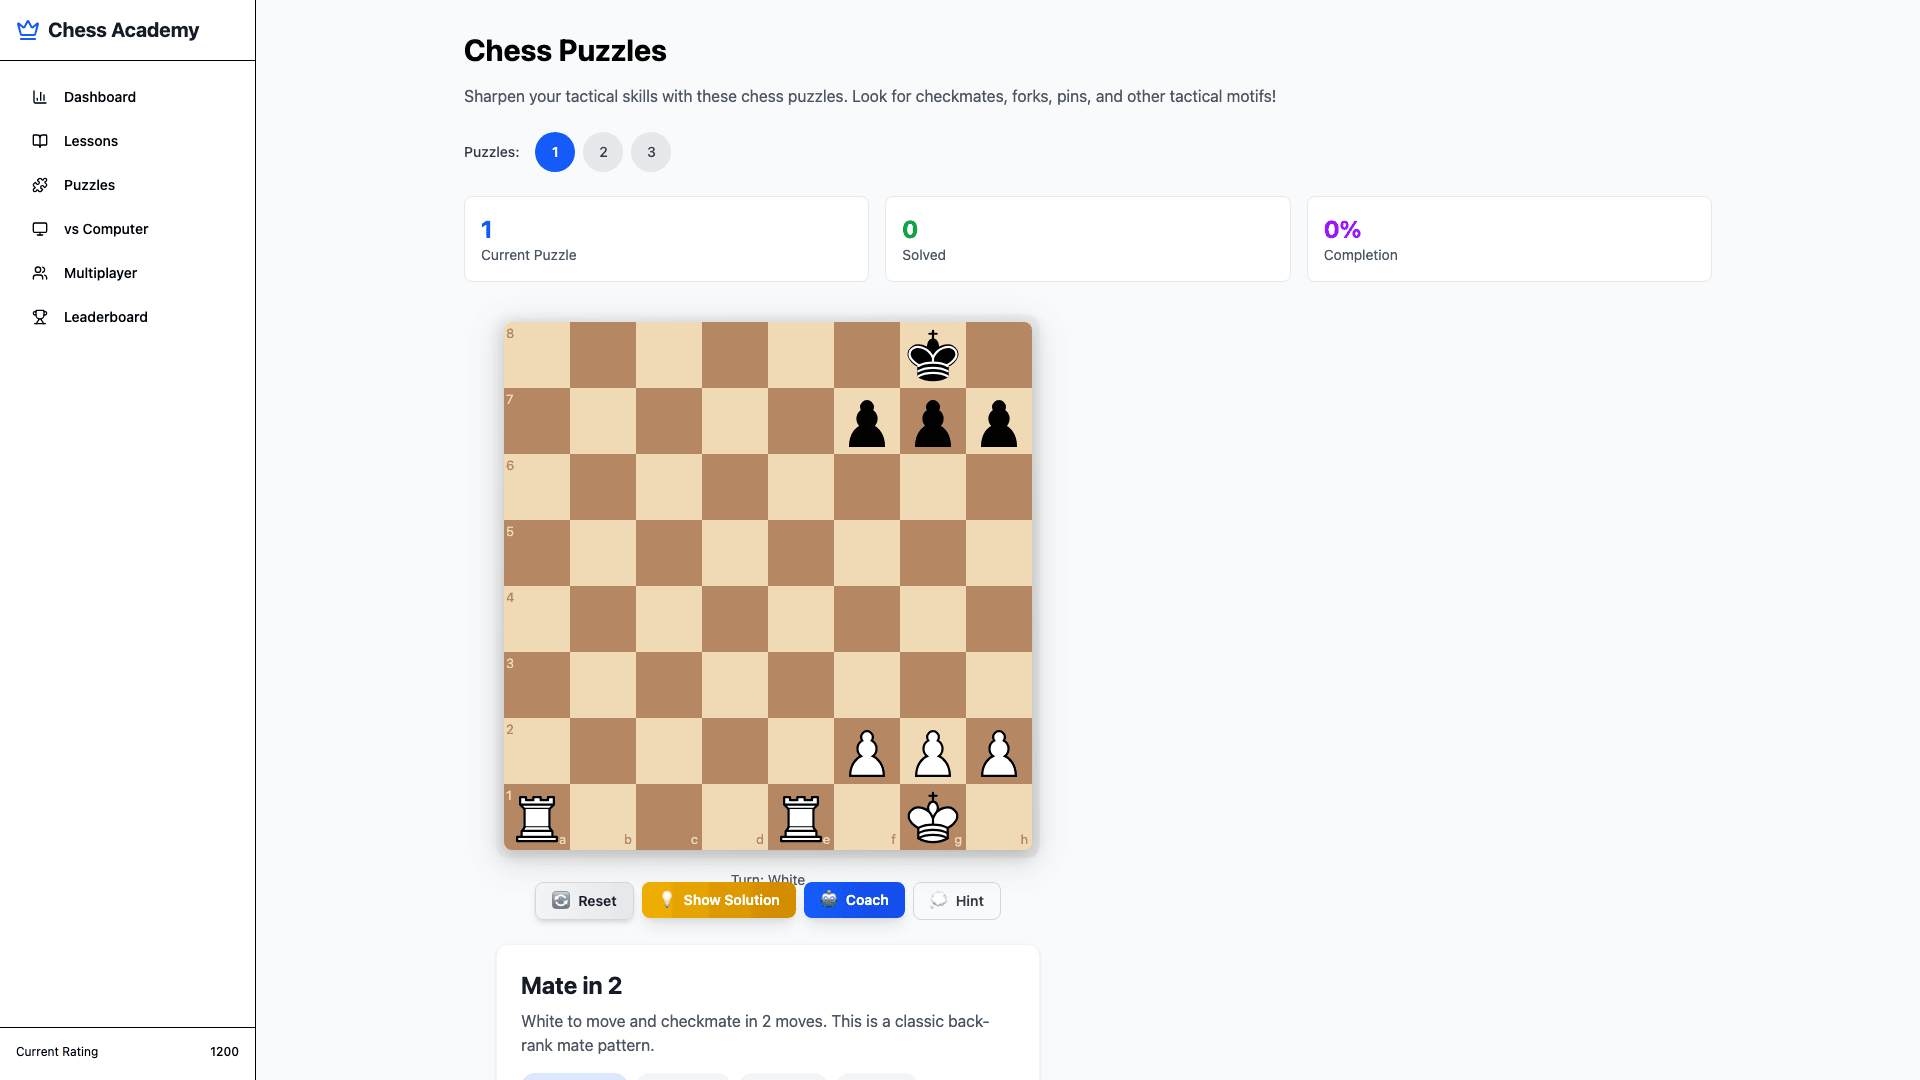 Chess Academy
Dashboard
Lessons
Puzzles
vs Computer
Multiplayer
Leaderboard
Current Rating 1200
Chess Puzzles
Sharpen your tactical skills with these chess puzzles. Look for checkmates, forks, pins, and other tactical motifs!
Puzzles: 1 2 3
1
Current Puzzle
0
Solved
0%
Completion
8
7
6
5
4
3
2
1
a b c d e f g h
Turn: White
Reset Show Solution Coach Hint
Mate in 2
White to move and checkmate in 2 moves. This is a classic back-
rank mate pattern.